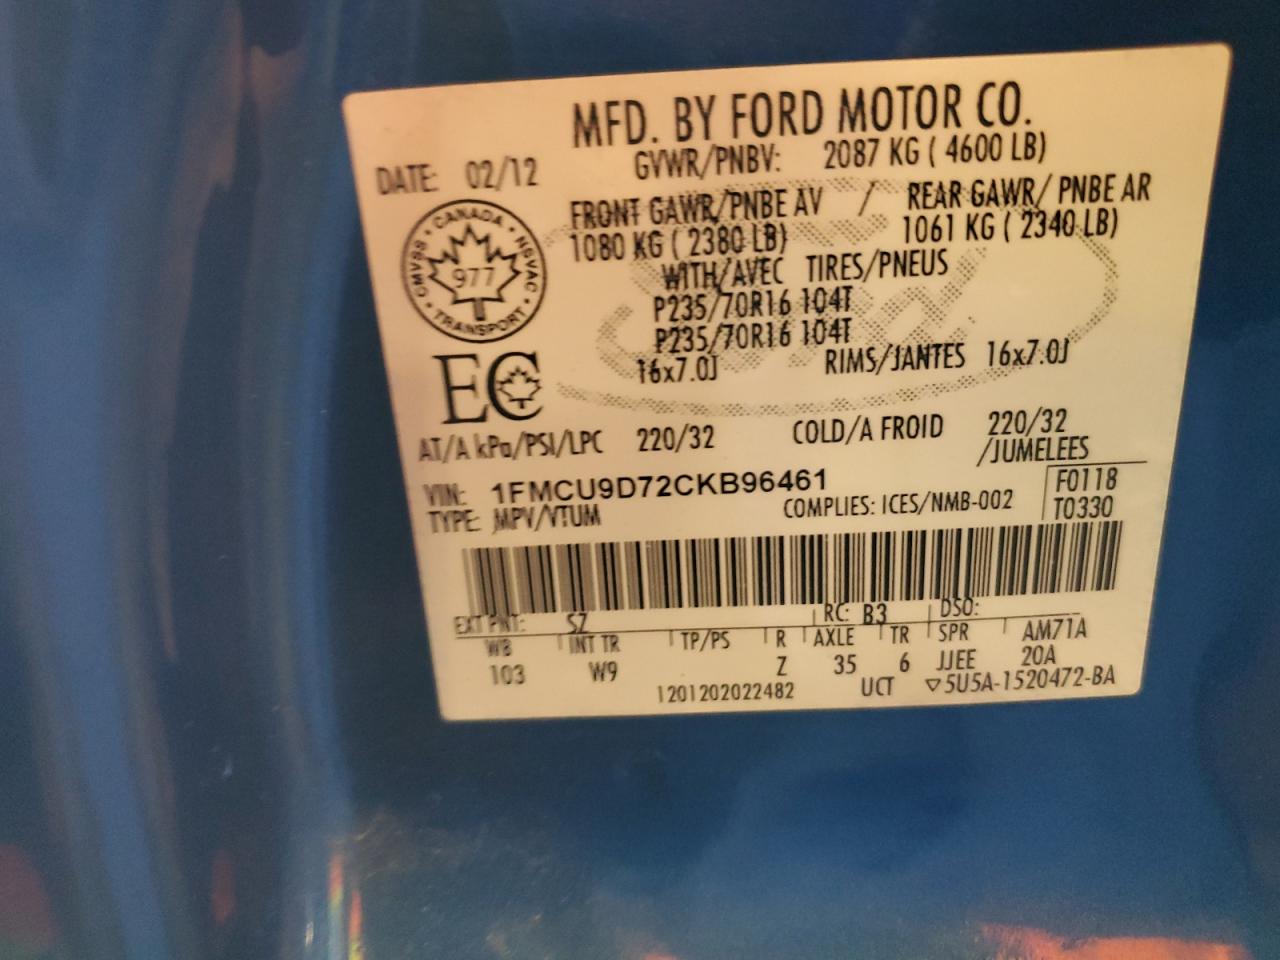 MFD. BY FORD MOTOR CO.
DATE: 02/12
GVWR/PNBV: 2087 KG ( 4600 LB)
FRONT GAWR/PNBE AV / REAR GAWR/ PNBE AR
1080 KG ( 2380 LB) 1061 KG ( 2340 LB)
WITH/AVEC TIRES/PNEUS
P235/70R16 104T
P235/70R16 104T
16x7.0J RIMS/JANTES 16x7.0J
CANADA
CMVSS • NSVAC
977
TRANSPORT
EC
AT/A kPa/PSI/LPC 220/32 COLD/A FROID 220/32
/JUMELEES
VIN: 1FMCU9D72CKB96461
F0118
TYPE: MPV/VTUM COMPLIES: ICES/NMB-002 T0330
EXT PNT: SZ RC: B3 DSO:
WB INT TR TP/PS R AXLE TR SPR AM71A
103 W9 Z 35 6 JJEE 20A
1201202022482 UCT ▽5U5A-1520472-BA